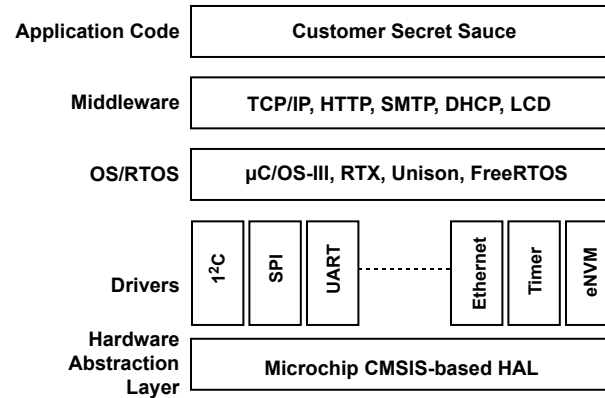 Application Code
Customer Secret Sauce
Middleware
TCP/IP, HTTP, SMTP, DHCP, LCD
OS/RTOS
µC/OS-III, RTX, Unison, FreeRTOS
Drivers
1²C
SPI
UART
Ethernet
Timer
eNVM
Hardware
Abstraction
Layer
Microchip CMSIS-based HAL